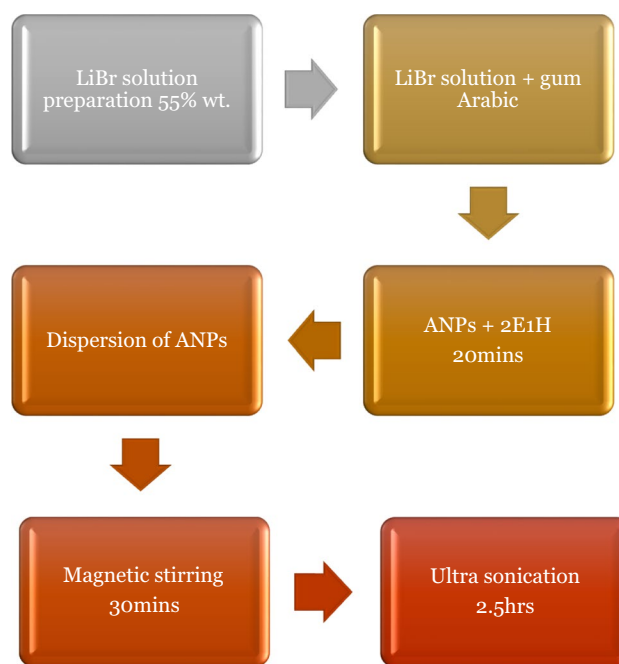 LiBr solution
preparation 55% wt.
LiBr solution + gum
Arabic
ANPs + 2E1H
20mins
Dispersion of ANPs
Magnetic stirring
30mins
Ultra sonication
2.5hrs